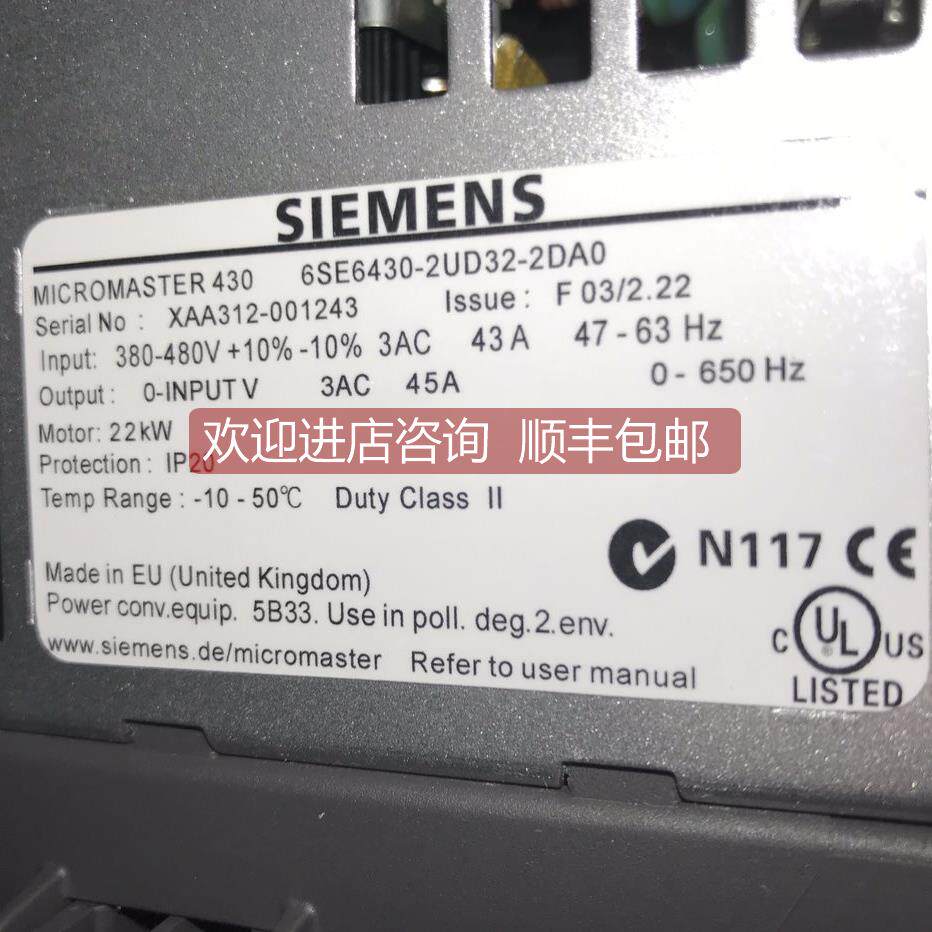 SIEMENS
MICROMASTER 430 6SE6430-2UD32-2DA0
Serial No : XAA312-001243 Issue : F 03/2.22
Input: 380-480V +10% -10% 3AC 43 A 47 - 63 Hz
Output : 0-INPUT V 3AC 45A 0 - 650 Hz
Motor: 22kW
欢迎进店咨询 顺丰包邮
Protection : IP20
Temp Range : -10 - 50℃ Duty Class II
N117 CE
Made in EU (United Kingdom)
Power conv.equip. 5B33. Use in poll. deg.2.env.
C UL ® US
LISTED
www.siemens.de/micromaster Refer to user manual